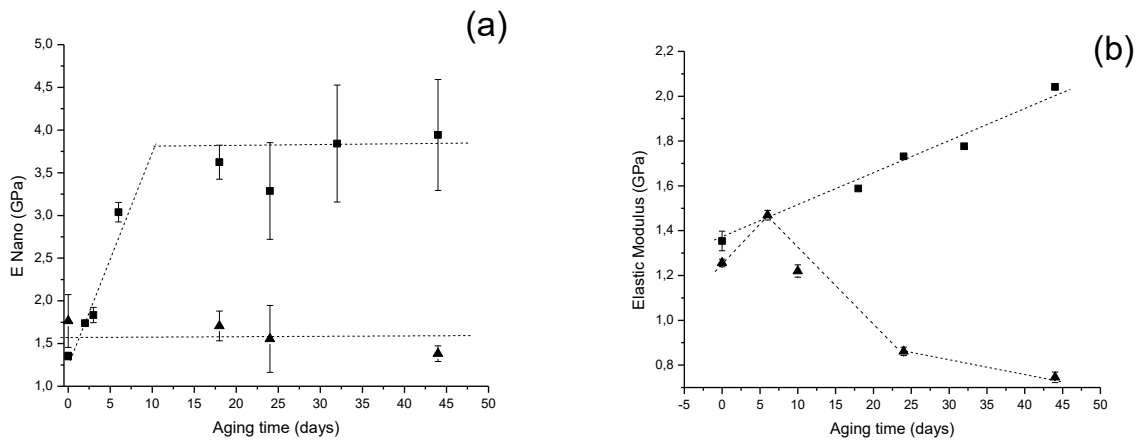 (a)
5,0
4,5
4,0
3,5
3,0
2,5
2,0
1,5
1,0
E Nano (GPa)
0 5 10 15 20 25 30 35 40 45 50
Aging time (days)
(b)
2,2
2,0
1,8
1,6
1,4
1,2
1,0
0,8
Elastic Modulus (GPa)
-5 0 5 10 15 20 25 30 35 40 45 50
Aging time (days)